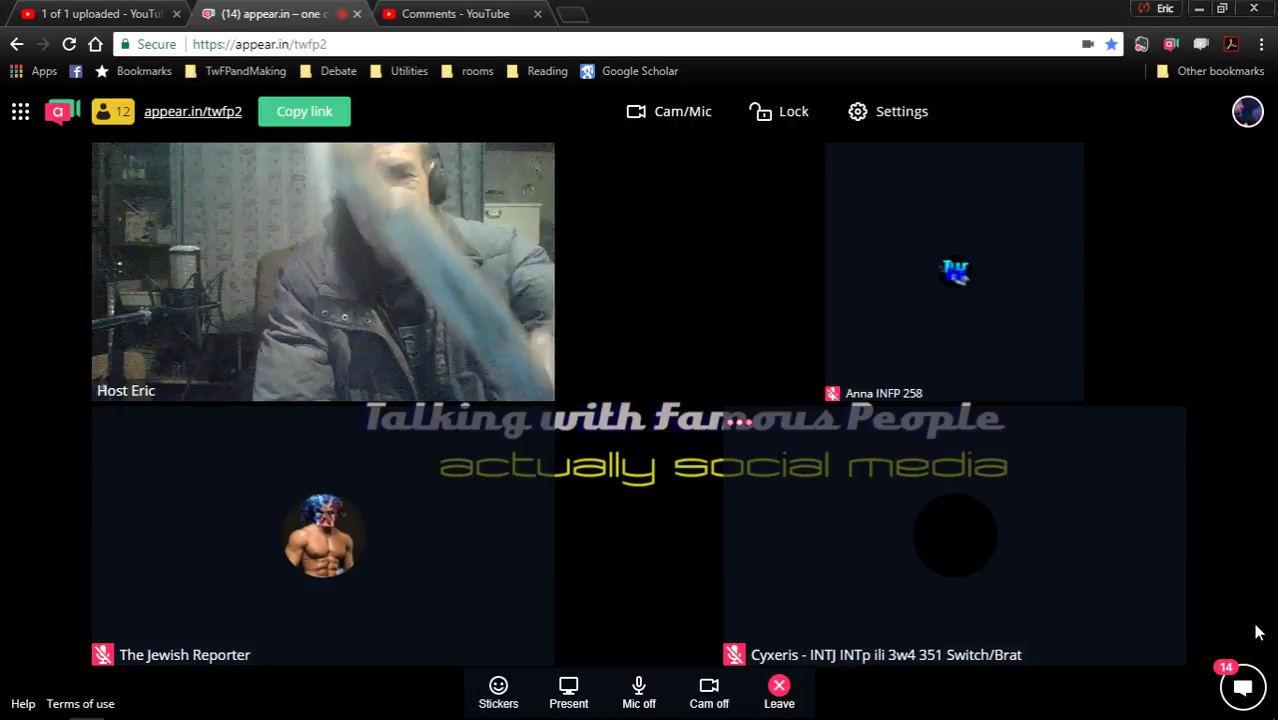 1 of 1 uploaded - YouTu
(14) appear.in – one c
Comments - YouTube
Eric
Secure
https://appear.in/twfp2
Apps
Bookmarks
TwFPandMaking
Debate
Utilities
rooms
Reading
Google Scholar
Other bookmarks
12
appear.in/twfp2
Copy link
Cam/Mic
Lock
Settings
Host Eric
Anna INFP 258
Talking with Famous People
actually social media
The Jewish Reporter
Cyxeris - INTJ INTp ili 3w4 351 Switch/Brat
14
Help
Terms of use
Stickers
Present
Mic off
Cam off
Leave